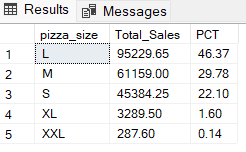 Results Messages
pizza_size Total_Sales PCT
1 L 95229.65 46.37
2 M 61159.00 29.78
3 S 45384.25 22.10
4 XL 3289.50 1.60
5 XXL 287.60 0.14